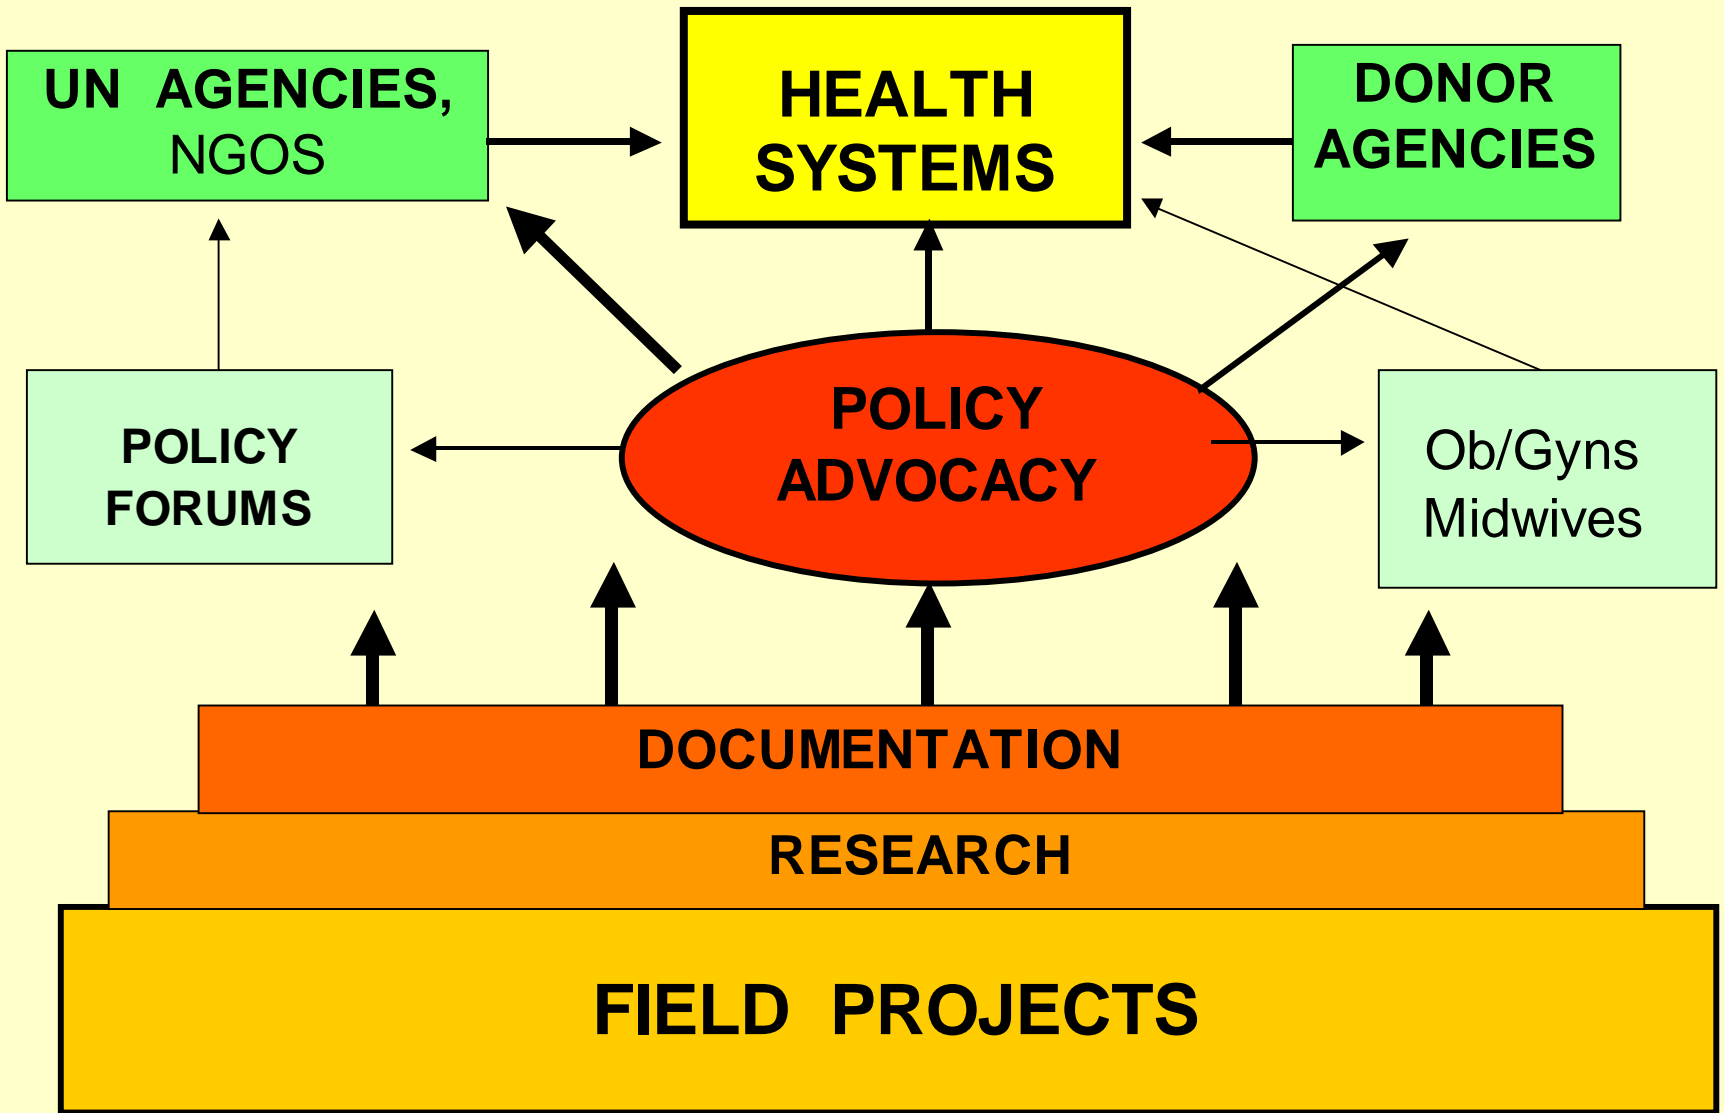 UN AGENCIES,
NGOS
HEALTH
SYSTEMS
DONOR
AGENCIES
POLICY
FORUMS
POLICY
ADVOCACY
Ob/Gyns
Midwives
DOCUMENTATION
RESEARCH
FIELD PROJECTS